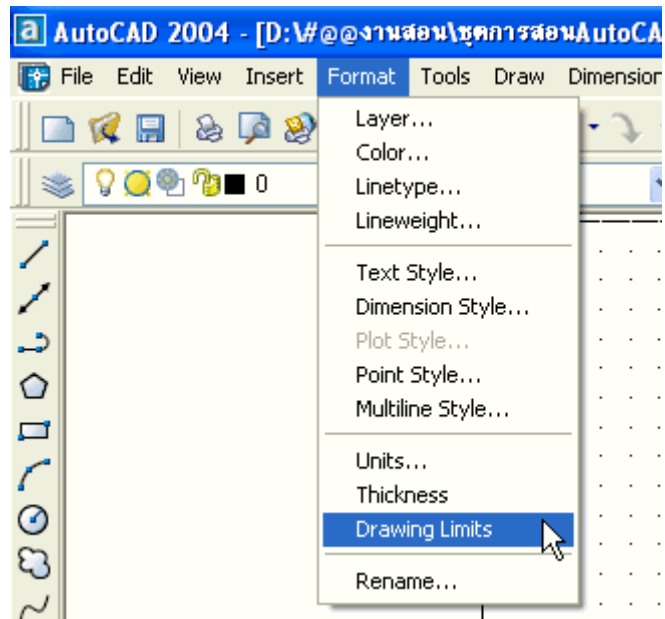 a AutoCAD 2004 - [D:\#@@งานสอน\ชุดการสอนAutoCA
File Edit View Insert Format Tools Draw Dimension
Layer...
Color...
0
Linetype...
Lineweight...
Text Style...
Dimension Style...
Plot Style...
Point Style...
Multiline Style...
Units...
Thickness
Drawing Limits
Rename...